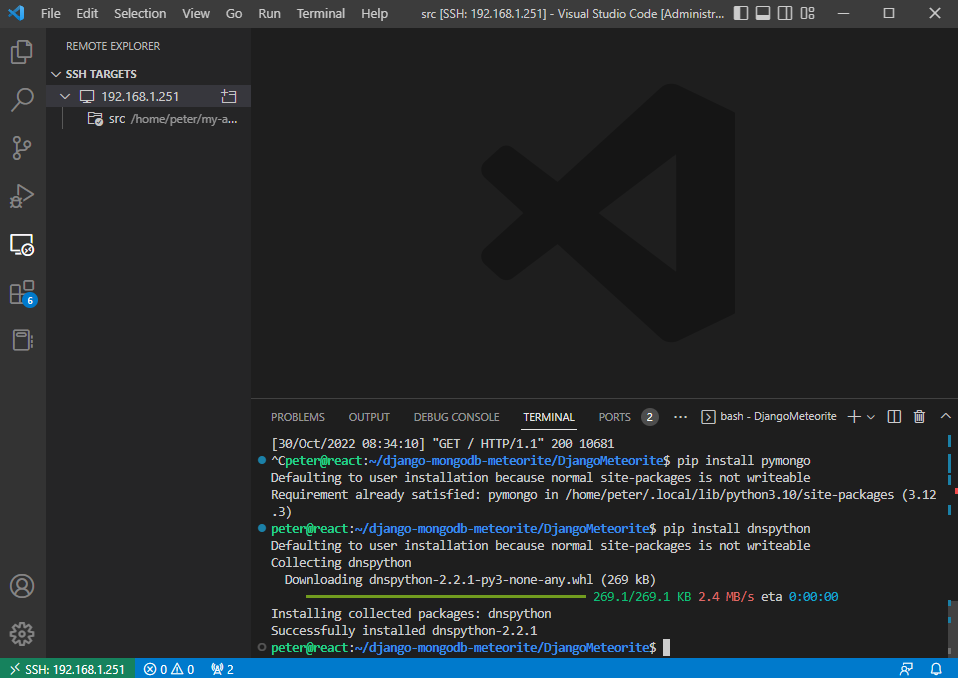 File Edit Selection View Go Run Terminal Help src [SSH: 192.168.1.251] - Visual Studio Code [Administr...
REMOTE EXPLORER
SSH TARGETS
192.168.1.251
src /home/peter/my-a...
6
PROBLEMS OUTPUT DEBUG CONSOLE TERMINAL PORTS 2 ... bash - DjangoMeteorite
[30/Oct/2022 08:34:10] "GET / HTTP/1.1" 200 10681
^Cpeter@react:~/django-mongodb-meteorite/DjangoMeteorite$ pip install pymongo
Defaulting to user installation because normal site-packages is not writeable
Requirement already satisfied: pymongo in /home/peter/.local/lib/python3.10/site-packages (3.12
.3)
peter@react:~/django-mongodb-meteorite/DjangoMeteorite$ pip install dnspython
Defaulting to user installation because normal site-packages is not writeable
Collecting dnspython
Downloading dnspython-2.2.1-py3-none-any.whl (269 kB)
269.1/269.1 KB 2.4 MB/s eta 0:00:00
Installing collected packages: dnspython
Successfully installed dnspython-2.2.1
peter@react:~/django-mongodb-meteorite/DjangoMeteorite$
SSH: 192.168.1.251 0 0 2